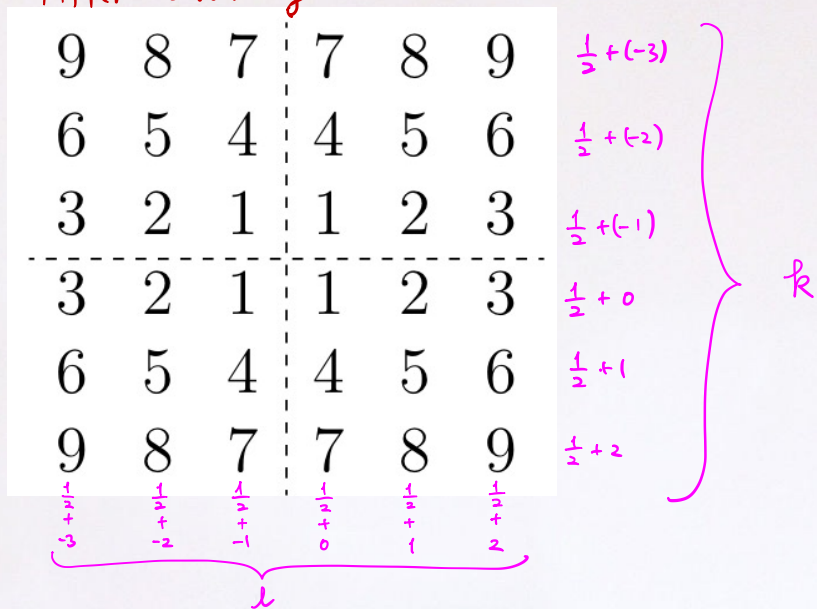 9 8 7 7 8 9 1/2 + (-3)
6 5 4 4 5 6 1/2 + (-2)
3 2 1 1 2 3 1/2 + (-1)
k
3 2 1 1 2 3 1/2 + 0
6 5 4 4 5 6 1/2 + 1
9 8 7 7 8 9 1/2 + 2
1/2 + -3 1/2 + -2 1/2 + -1 1/2 + 0 1/2 + 1 1/2 + 2
l